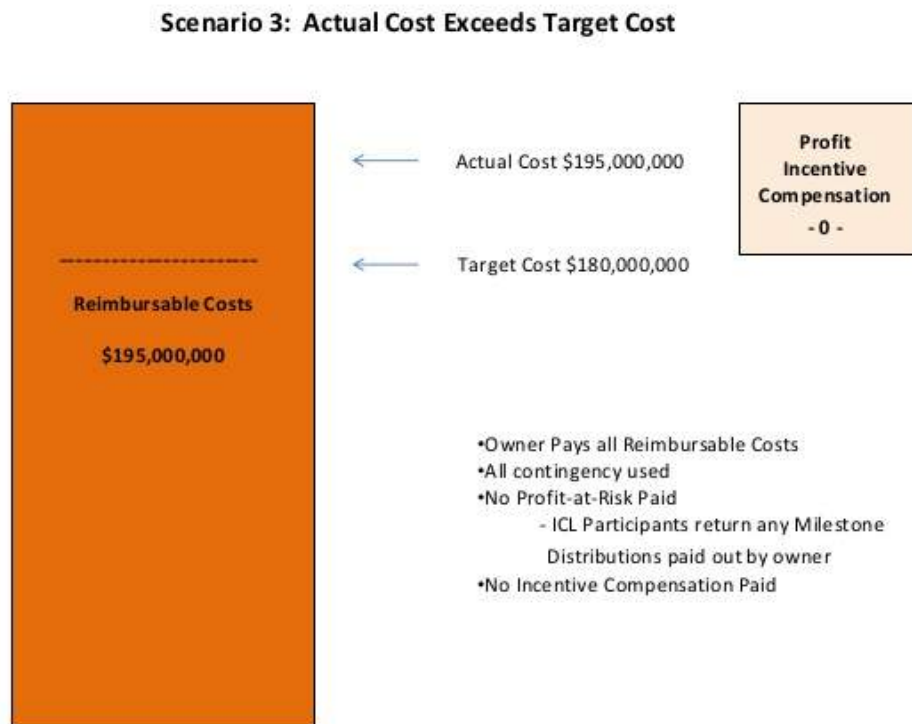 Scenario 3:  Actual Cost Exceeds Target Cost
Actual Cost $195,000,000
Profit
Incentive
Compensation
- 0 -
------------------------
Target Cost $180,000,000
Reimbursable Costs
$195,000,000
•Owner Pays all Reimbursable Costs
•All contingency used
•No Profit-at-Risk Paid
- ICL Participants return any Milestone
Distributions paid out by owner
•No Incentive Compensation Paid